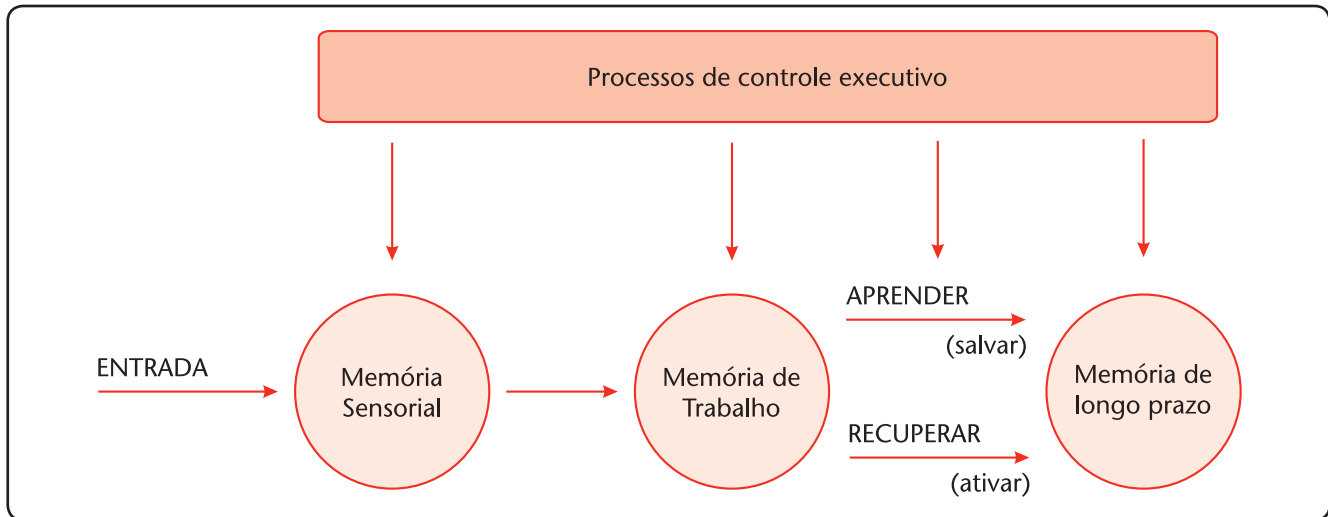 Processos de controle executivo
ENTRADA
Memória
Sensorial
Memória de
Trabalho
APRENDER
(salvar)
RECUPERAR
(ativar)
Memória de
longo prazo